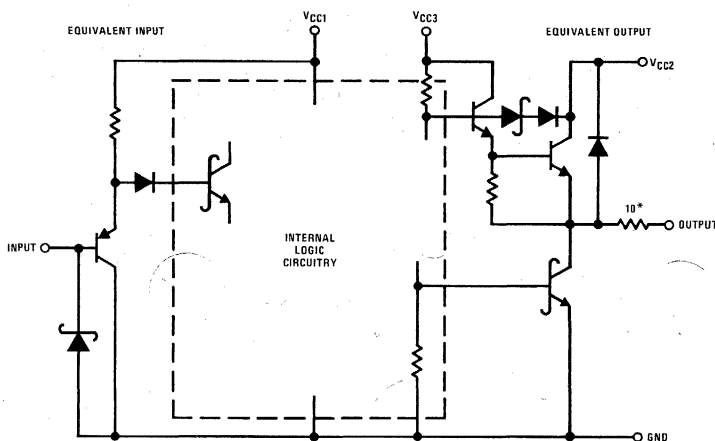 EQUIVALENT INPUT
VCC1
VCC3
EQUIVALENT OUTPUT
VCC2
10*
OUTPUT
INPUT
INTERNAL
LOGIC
CIRCUITRY
GND